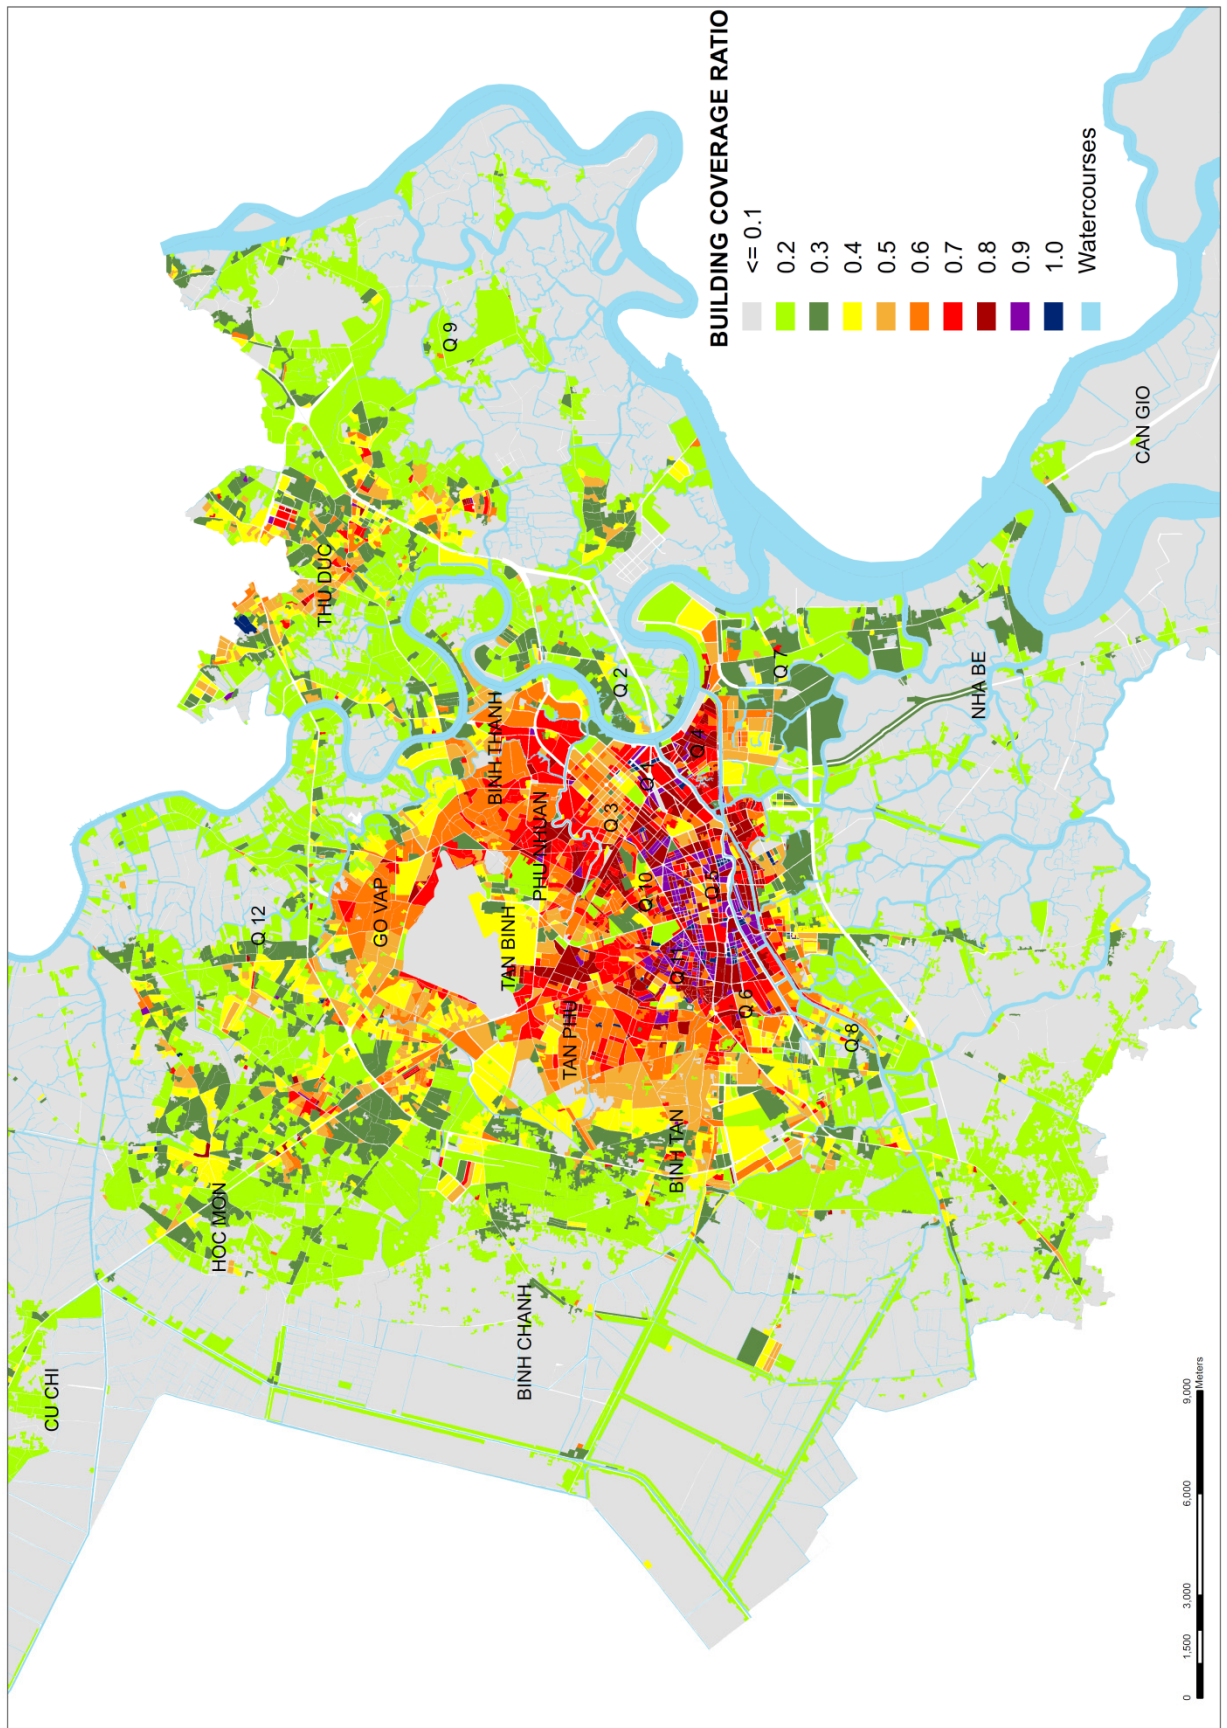 BUILDING COVERAGE RATIO
<= 0.1
0.2
0.3
0.4
0.5
0.6
0.7
0.8
0.9
1.0
Watercourses
CU CHI
HOC MON
Q 12
THU DUC
GO VAP
Q 9
BINH THANH
TAN BINH
PHU NHUAN
BINH CHANH
TAN PHU
Q 3
Q 2
Q 10
Q 1
Q 11
BINH TAN
Q 4
Q 5
Q 6
Q 7
Q 8
NHA BE
CAN GIO
0 1,500 3,000 6,000 9,000
Meters